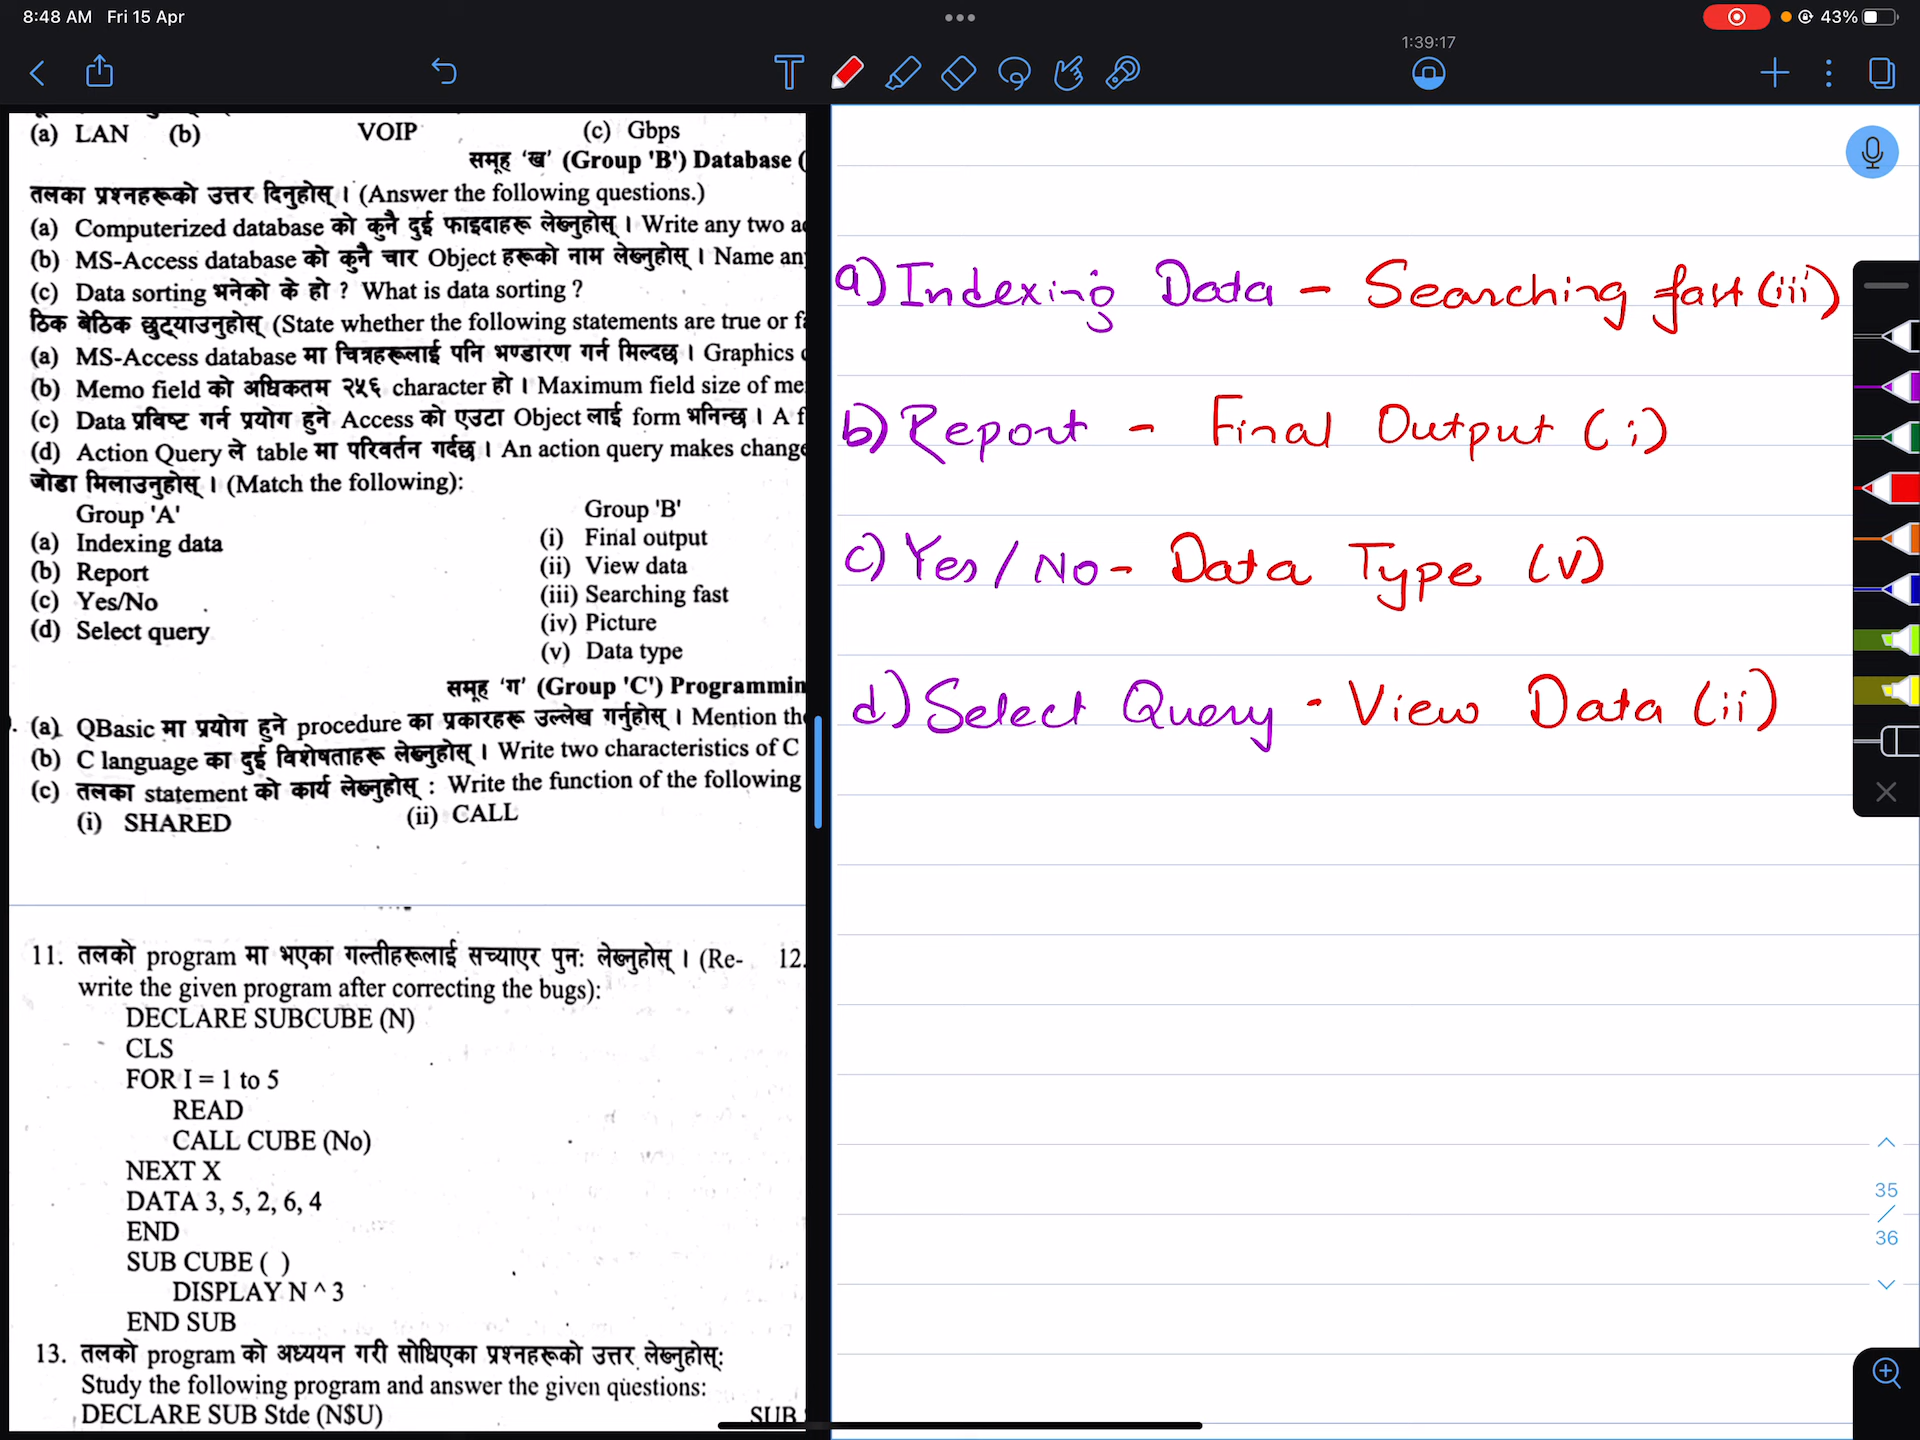 8:48 AM Fri 15 Apr
43%
1:39:17
(a) LAN (b) VOIP (c) Gbps
समूह ‘ख’ (Group 'B') Database (
तलका प्रश्नहरूको उत्तर दिनुहोस् । (Answer the following questions.)
(a) Computerized database को कुनै दुई फाइदाहरू लेख्नुहोस् । Write any two
(b) MS-Access database को कुनै चार Object हरूको नाम लेख्नुहोस् । Name
(c) Data sorting भनेको के हो ? What is data sorting ?
ठिक बेठिक छुट्याउनुहोस् (State whether the following statements are true or
(a) MS-Access database मा चित्रहरूलाई पनि भण्डारण गर्न मिल्दछ । Graphics
(b) Memo field को अधिकतम २५६ character हो । Maximum field size of
(c) Data प्रविष्ट गर्न प्रयोग हुने Access को एउटा Object लाई form भनिन्छ । A
(d) Action Query ले table मा परिवर्तन गर्दछ । An action query makes
जोडा मिलाउनुहोस् । (Match the following):
Group 'A' Group 'B'
(a) Indexing data (i) Final output
(b) Report (ii) View data
(c) Yes/No (iii) Searching fast
(d) Select query (iv) Picture
(v) Data type
समूह ‘ग’ (Group 'C')
(a) QBasic मा प्रयोग हुने procedure का प्रकारहरू उल्लेख गर्नुहोस् । Mention
(b) C language का दुई विशेषताहरू लेख्नुहोस् । Write two characteristics of C
(c) तलका statement को कार्य लेख्नुहोस् : Write the function of the following
(i) SHARED (ii) CALL
11. तलको program मा भएका गल्तीहरूलाई सच्याएर पुन: लेख्नुहोस् । (Re- 12.
write the given program after correcting the bugs):
DECLARE SUBCUBE (N)
CLS
FOR I = 1 to 5
READ
CALL CUBE (No)
NEXT X
DATA 3, 5, 2, 6, 4
END
SUB CUBE ( )
DISPLAY N ^ 3
END SUB
13. तलको program को अध्ययन गरी सोधिएका प्रश्नहरूको उत्तर लेख्नुहोस्:
Study the following program and answer the given questions:
DECLARE SUB Stde (N$U) SUB
a) Indexing Data - Searching fast (iii)
b) Report - Final Output (i)
c) Yes/No - Data Type (v)
d) Select Query - View Data (ii)
35
/
36